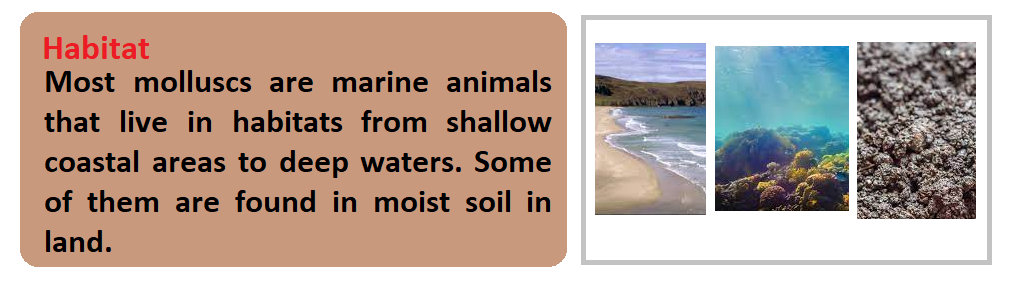 Habitat
Most molluscs are marine animals
that live in habitats from shallow
coastal areas to deep waters. Some
of them are found in moist soil in
land.